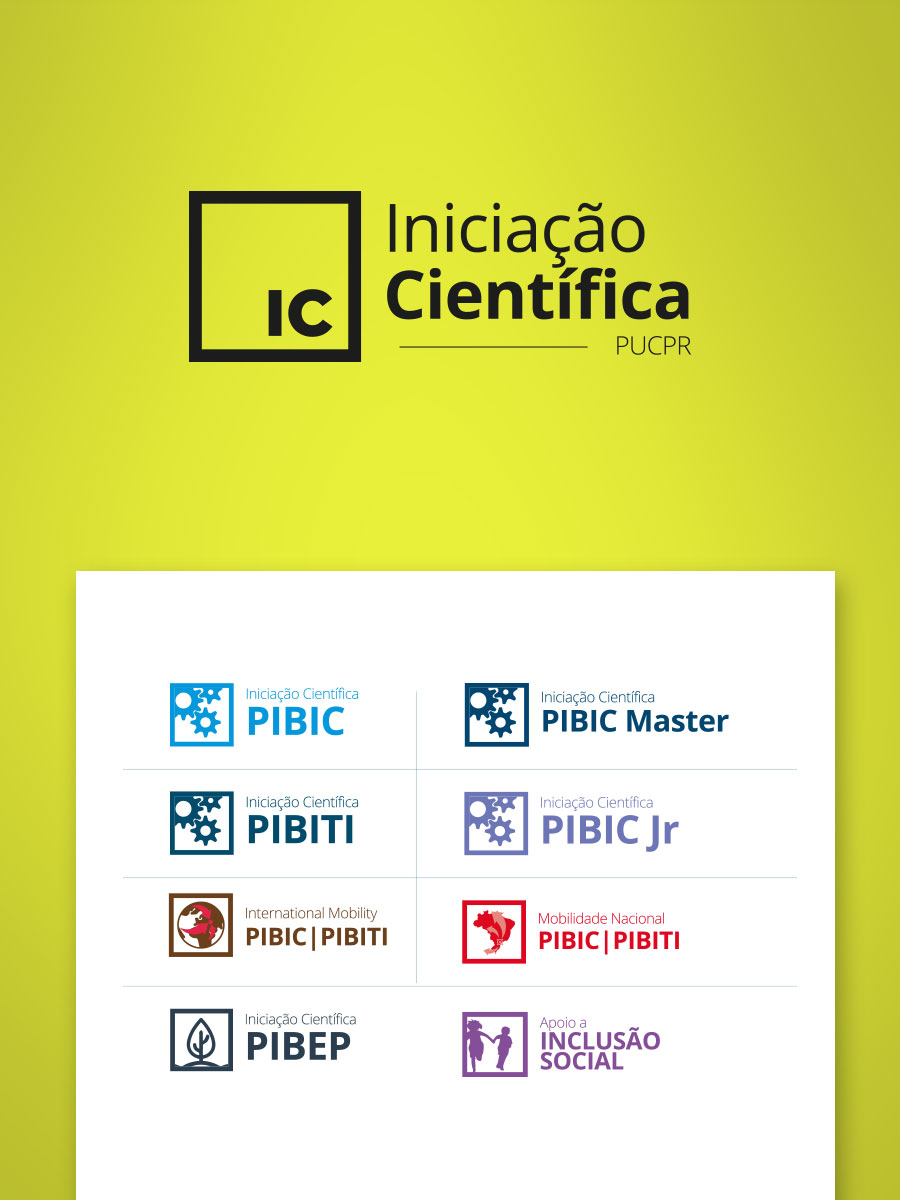 IC
Iniciação
Científica
PUCPR
Iniciação Científica
PIBIC
Iniciação Científica
PIBIC Master
Iniciação Científica
PIBITI
Iniciação Científica
PIBIC Jr
International Mobility
PIBIC|PIBITI
Mobilidade Nacional
PIBIC|PIBITI
Iniciação Científica
PIBEP
Apoio a
INCLUSÃO
SOCIAL